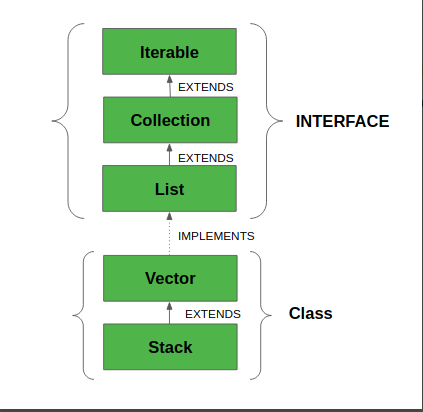 Iterable
EXTENDS
Collection
INTERFACE
EXTENDS
List
IMPLEMENTS
Vector
EXTENDS
Class
Stack